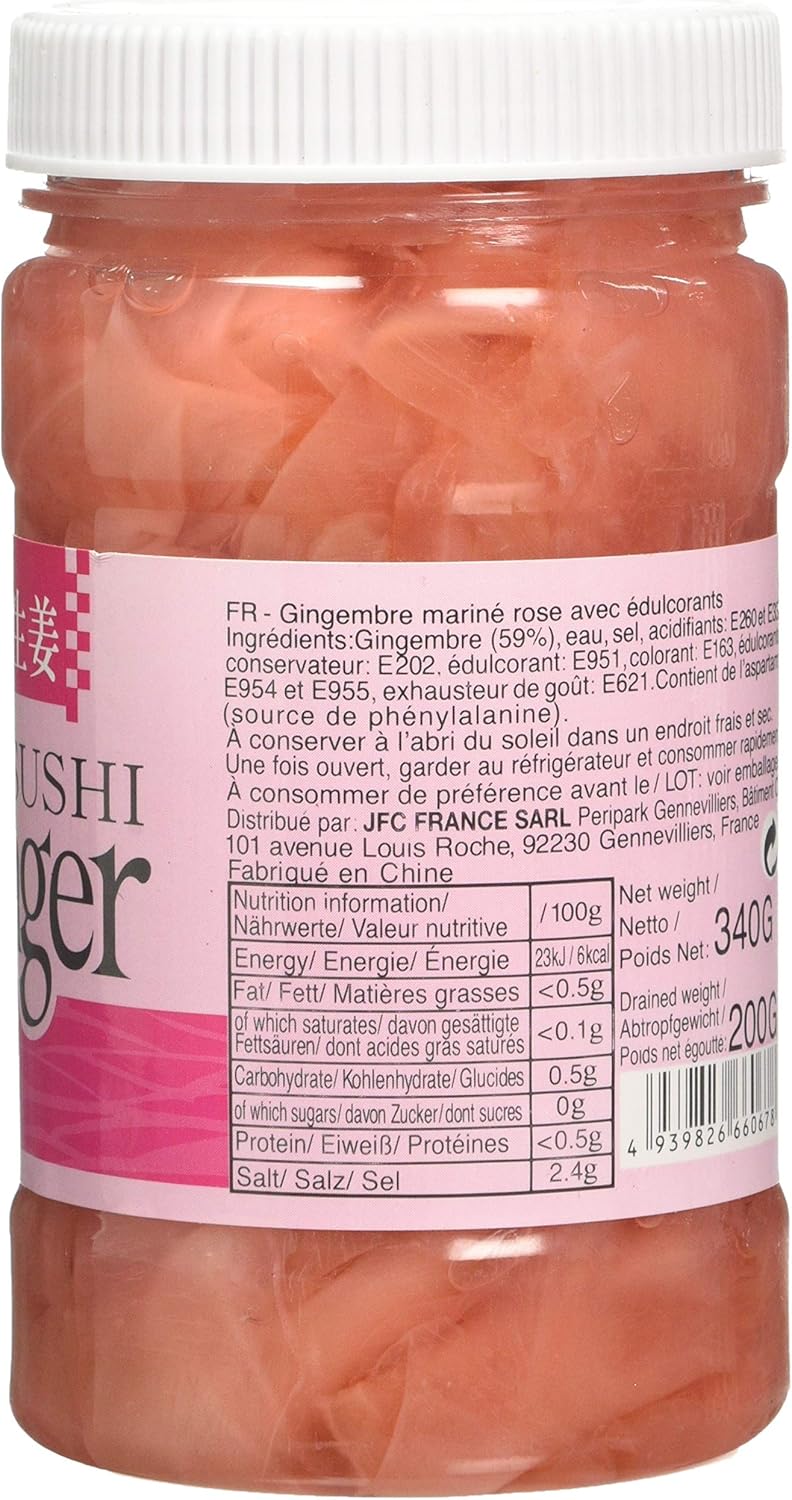 生姜
SUSHI
ger
FR - Gingembre mariné rose avec édulcorants
Ingrédients:Gingembre (59%), eau, sel, acidifiants: E260 et
conservateur: E202, édulcorant: E951, colorant: E163, édulcorant
E954 et E955, exhausteur de goût: E621.Contient de l'aspartam
(source de phénylalanine).
À conserver à l'abri du soleil dans un endroit frais et sec.
Une fois ouvert, garder au réfrigérateur et consommer rapidemen
À consommer de préférence avant le / LOT: voir emballage
Distribué par: JFC FRANCE SARL Peripark Gennevilliers, Bâtiment
101 avenue Louis Roche, 92230 Gennevilliers, France
Fabriqué en Chine
Nutrition information/ Nährwerte/ Valeur nutritive /100g
Energy/ Energie/ Énergie 23kJ / 6kcal
Fat/ Fett/ Matières grasses <0.5g
of which saturates/ davon gesättigte Fettsäuren/ dont acides gras saturés <0.1g
Carbohydrate/ Kohlenhydrate/ Glucides 0.5g
of which sugars/ davon Zucker/ dont sucres 0g
Protein/ Eiweiß/ Protéines <0.5g
Salt/ Salz/ Sel 2.4g
Net weight /
Netto /
Poids Net: 340G
Drained weight /
Abtropfgewicht /
Poids net égoutté: 200G
4 939826 660678